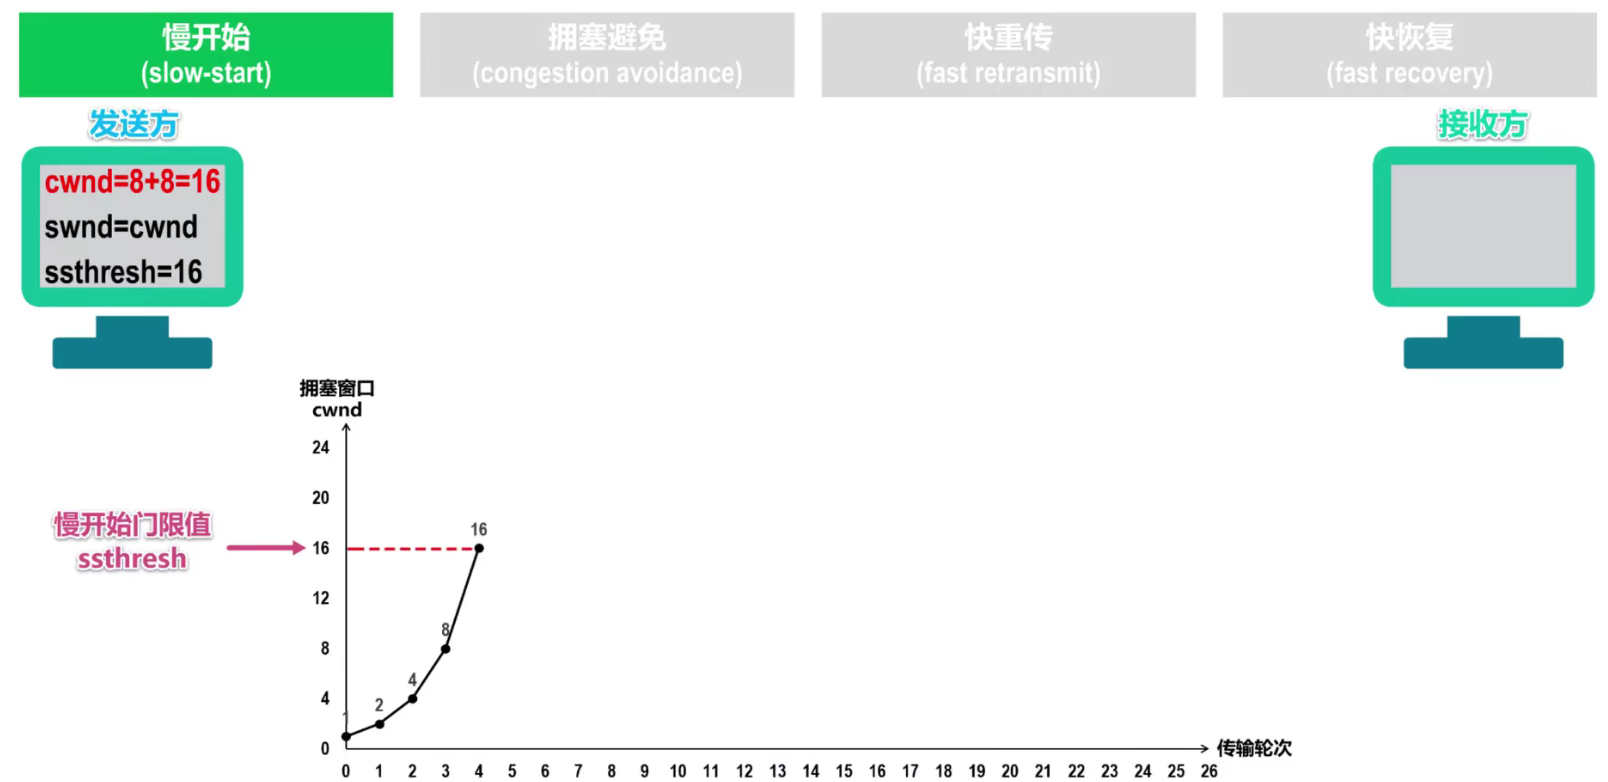 慢开始
(slow-start)
拥塞避免
(congestion avoidance)
快重传
(fast retransmit)
快恢复
(fast recovery)
发送方
接收方
cwnd=8+8=16
swnd=cwnd
ssthresh=16
拥塞窗口
cwnd
24
20
慢开始门限值
ssthresh
16
16
12
8
8
4
4
2
1
0
传输轮次
0 1 2 3 4 5 6 7 8 9 10 11 12 13 14 15 16 17 18 19 20 21 22 23 24 25 26